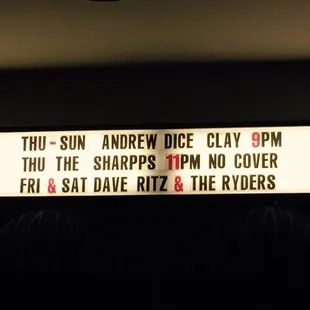 THU - SUN ANDREW DICE CLAY 9PM
THU THE SHARPPS 11PM NO COVER
FRI & SAT DAVE RITZ & THE RYDERS